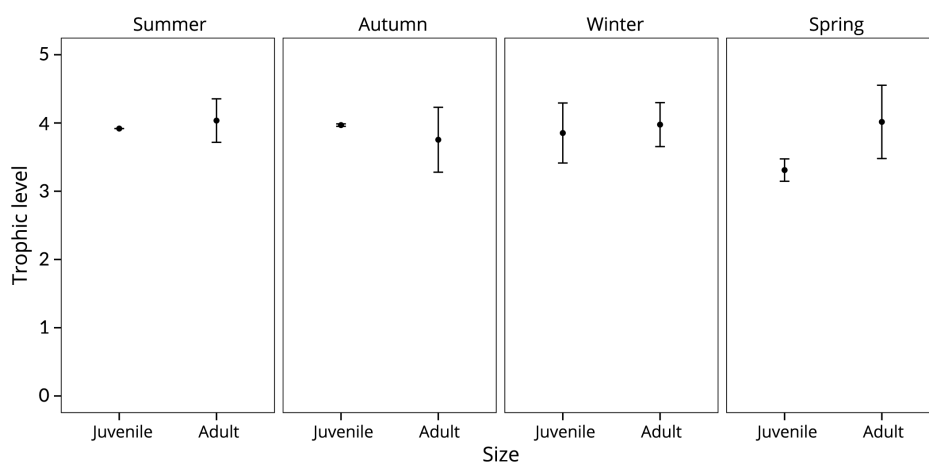 Summer Autumn Winter Spring
Trophic level
5
4
3
2
1
0
Juvenile Adult Juvenile Adult Juvenile Adult Juvenile Adult
Size